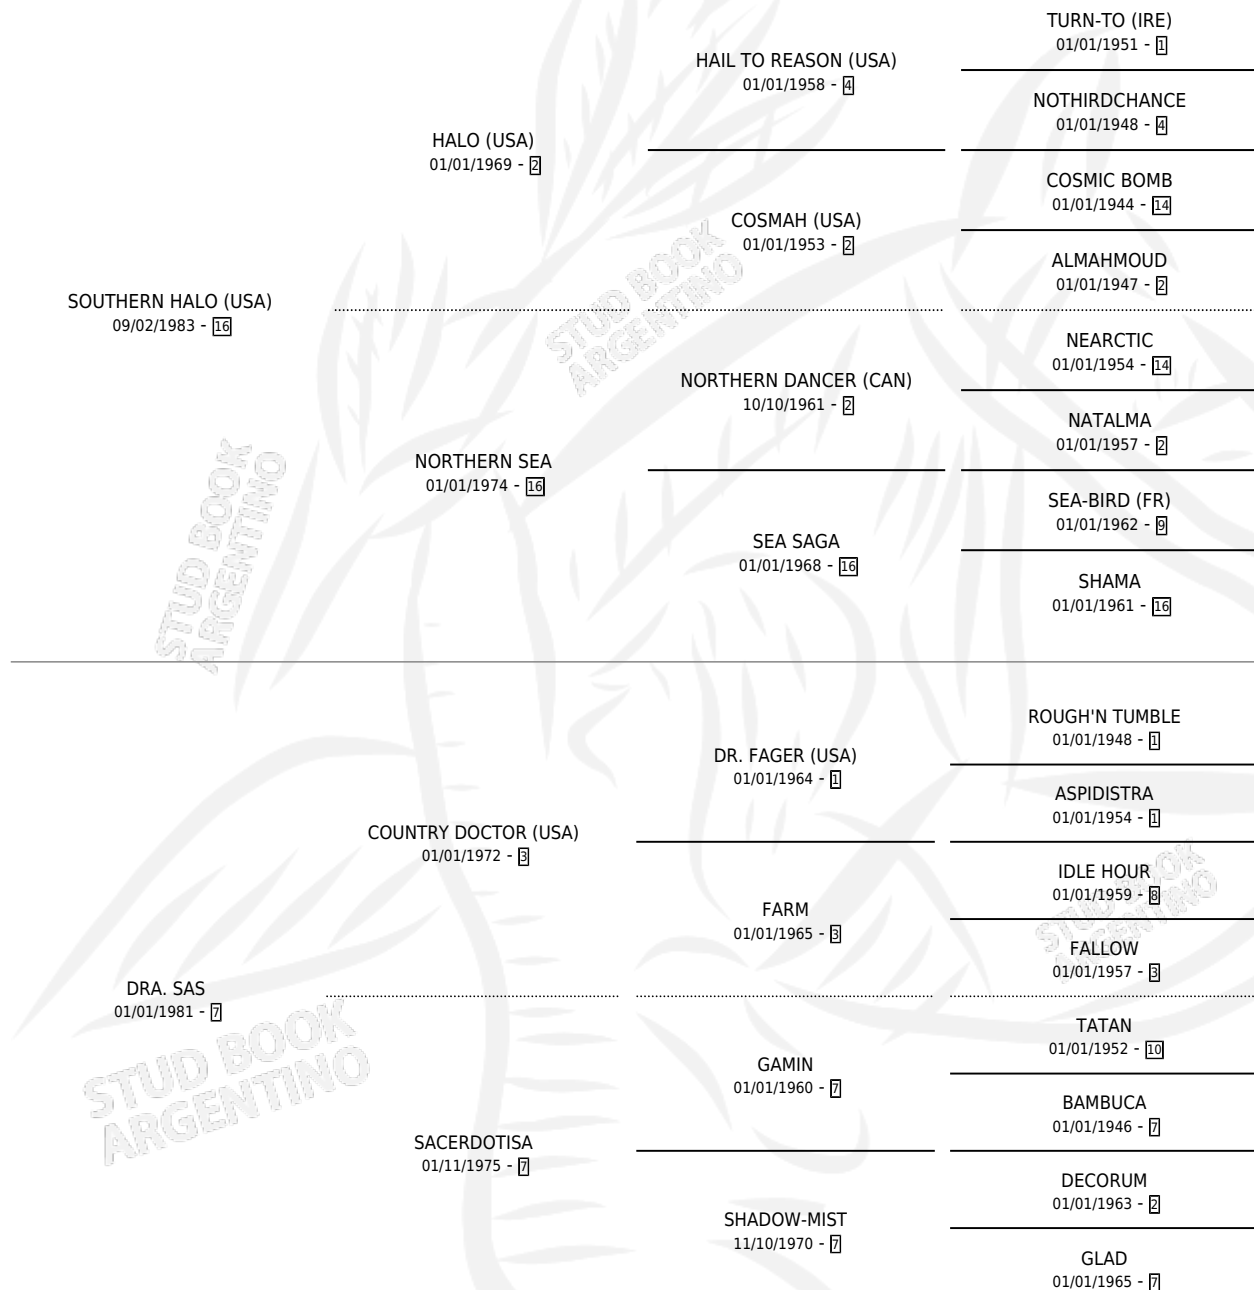 TURN-TO (IRE)
01/01/1951 - 1
HAIL TO REASON (USA)
01/01/1958 - 4
NOTHIRDCHANCE
01/01/1948 - 4
HALO (USA)
01/01/1969 - 2
COSMIC BOMB
01/01/1944 - 14
COSMAH (USA)
01/01/1953 - 2
ALMAHMOUD
01/01/1947 - 2
SOUTHERN HALO (USA)
09/02/1983 - 16
NEARCTIC
01/01/1954 - 14
NORTHERN DANCER (CAN)
10/10/1961 - 2
NATALMA
01/01/1957 - 2
NORTHERN SEA
01/01/1974 - 16
SEA-BIRD (FR)
01/01/1962 - 9
SEA SAGA
01/01/1968 - 16
SHAMA
01/01/1961 - 16
ROUGH'N TUMBLE
01/01/1948 - 1
DR. FAGER (USA)
01/01/1964 - 1
ASPIDISTRA
01/01/1954 - 1
COUNTRY DOCTOR (USA)
01/01/1972 - 3
IDLE HOUR
01/01/1959 - 8
FARM
01/01/1965 - 3
FALLOW
01/01/1957 - 3
DRA. SAS
01/01/1981 - 7
TATAN
01/01/1952 - 10
GAMIN
01/01/1960 - 7
BAMBUCA
01/01/1946 - 7
SACERDOTISA
01/11/1975 - 7
DECORUM
01/01/1963 - 2
SHADOW-MIST
11/10/1970 - 7
GLAD
01/01/1965 - 7
STUD BOOK
ARGENTINO
STUD BOOK
ARGENTINO
STUD BOOK
ARGENTINO
STUD BOOK
ARGENTINO